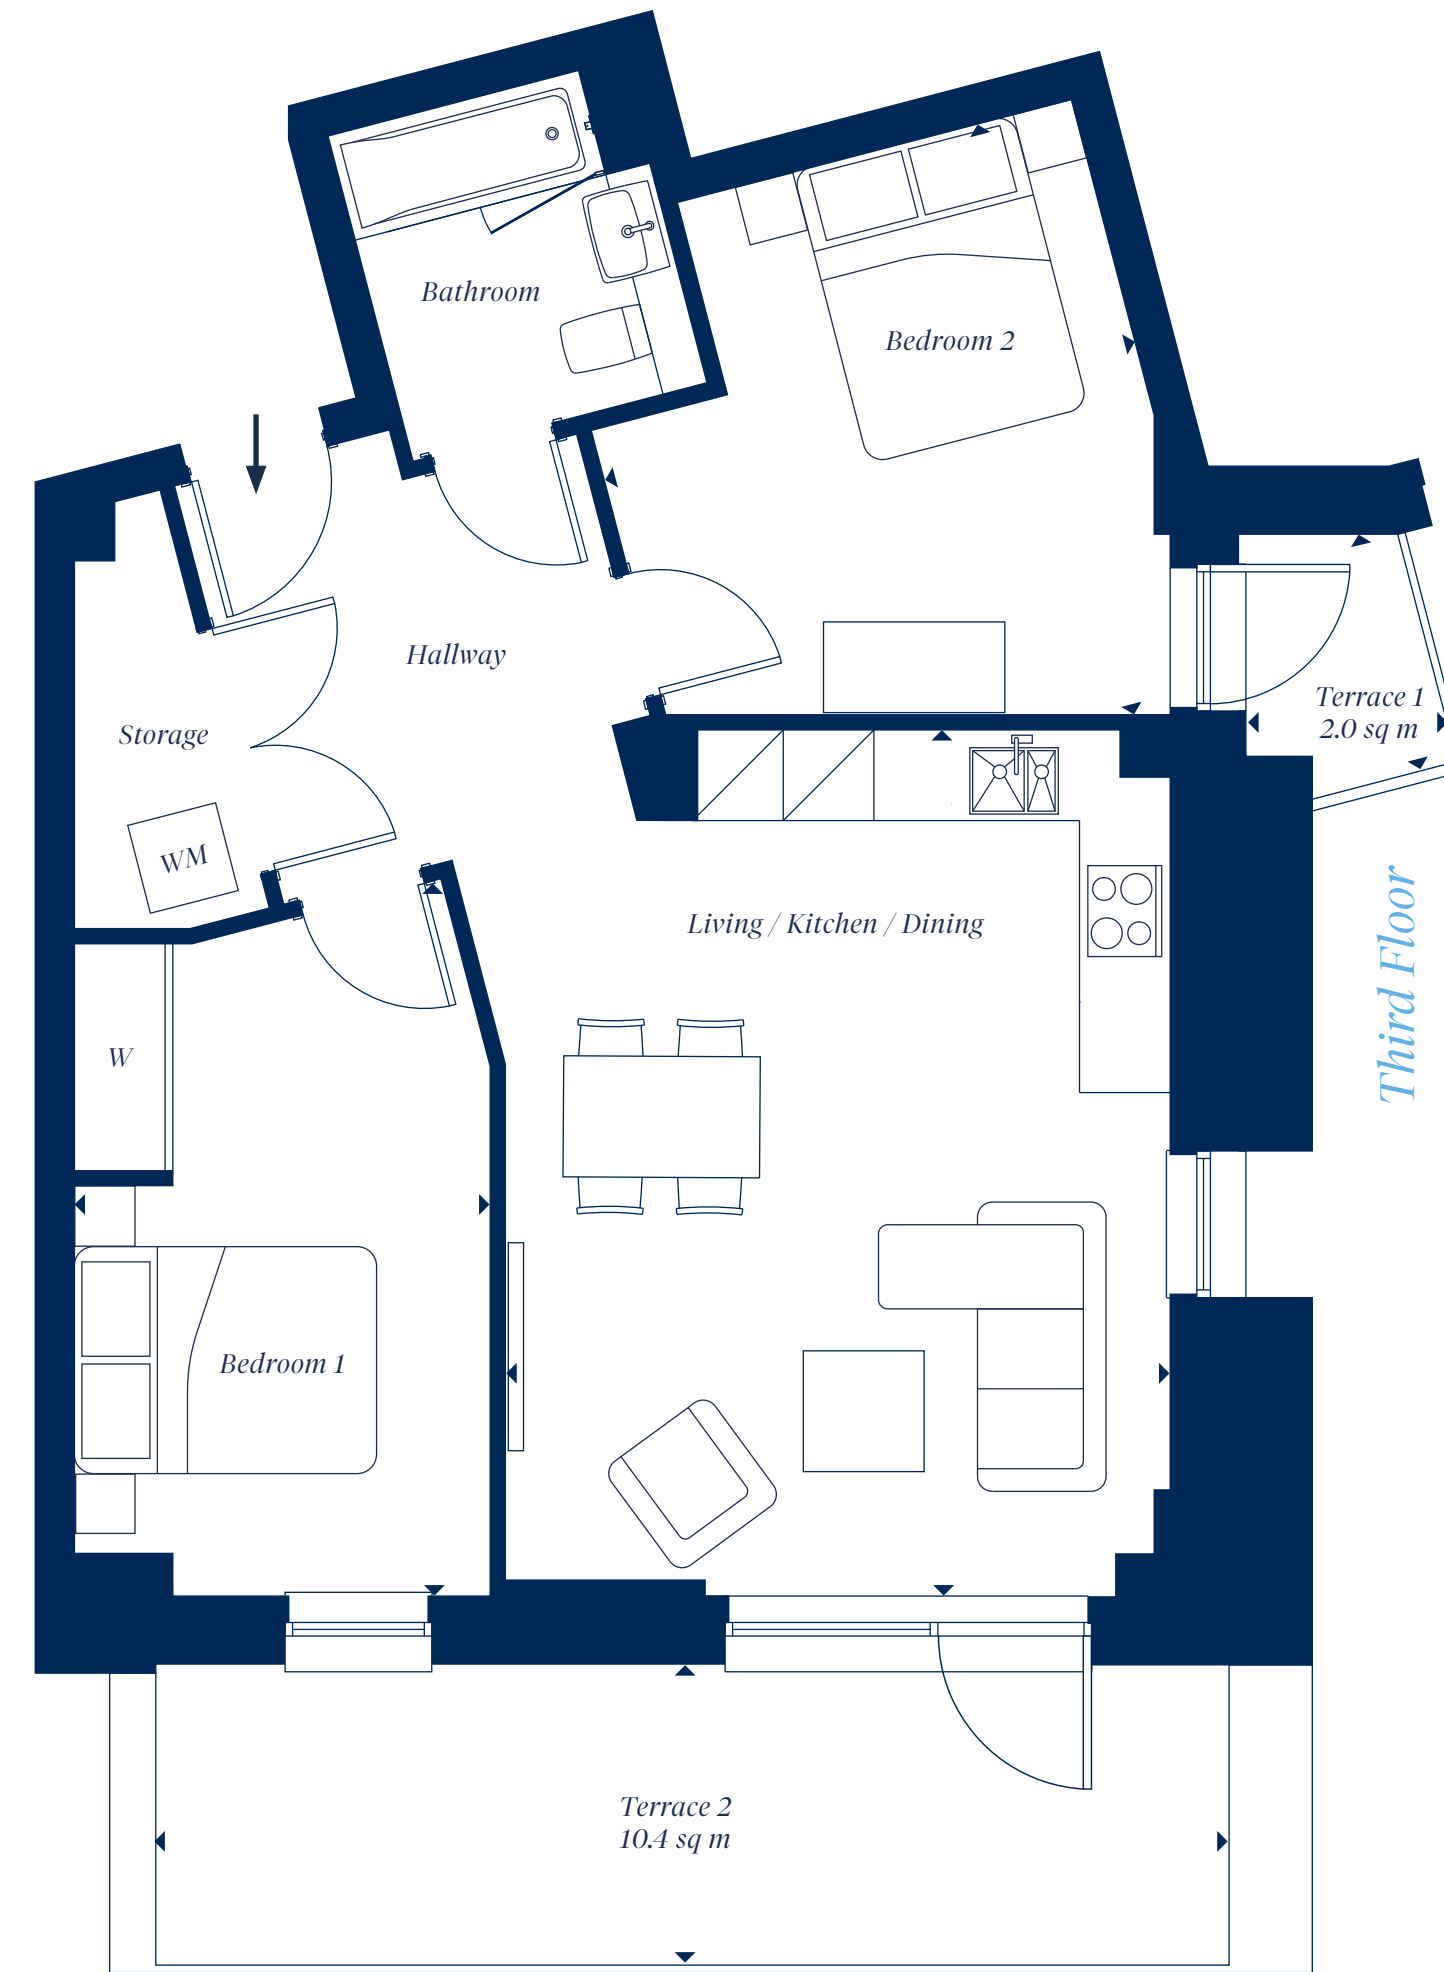 Bathroom
Bedroom 2
Hallway
Terrace 1
2.0 sq m
Storage
WM
Living / Kitchen / Dining
Third Floor
W
Bedroom 1
Terrace 2
10.4 sq m